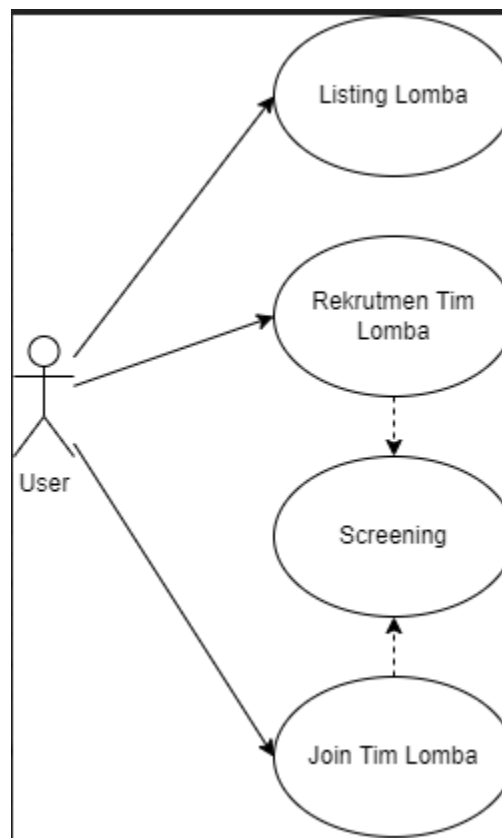 Listing Lomba
Rekrutmen Tim
Lomba
User
Screening
Join Tim Lomba